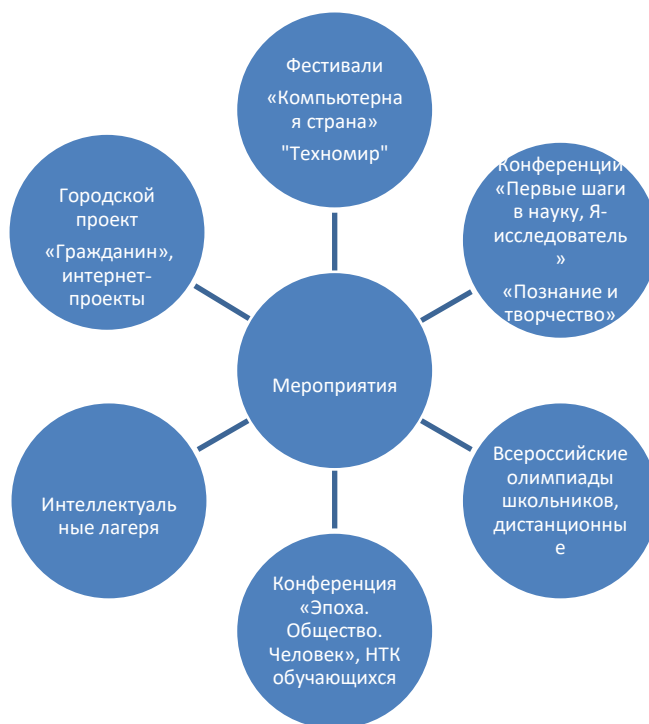 Фестивали
«Компьютерна
я страна»
"Техномир"
Конференций
«Первые шаги
в науку, Я-
исследователь
»
«Познание и
творчество»
Городской
проект
«Гражданин»,
интернет-
проекты
Мероприятия
Всероссийские
олимпиады
школьников,
дистанционны
е
Интеллектуаль
ные лагеря
Конференция
«Эпоха.
Общество.
Человек», НТК
обучающихся